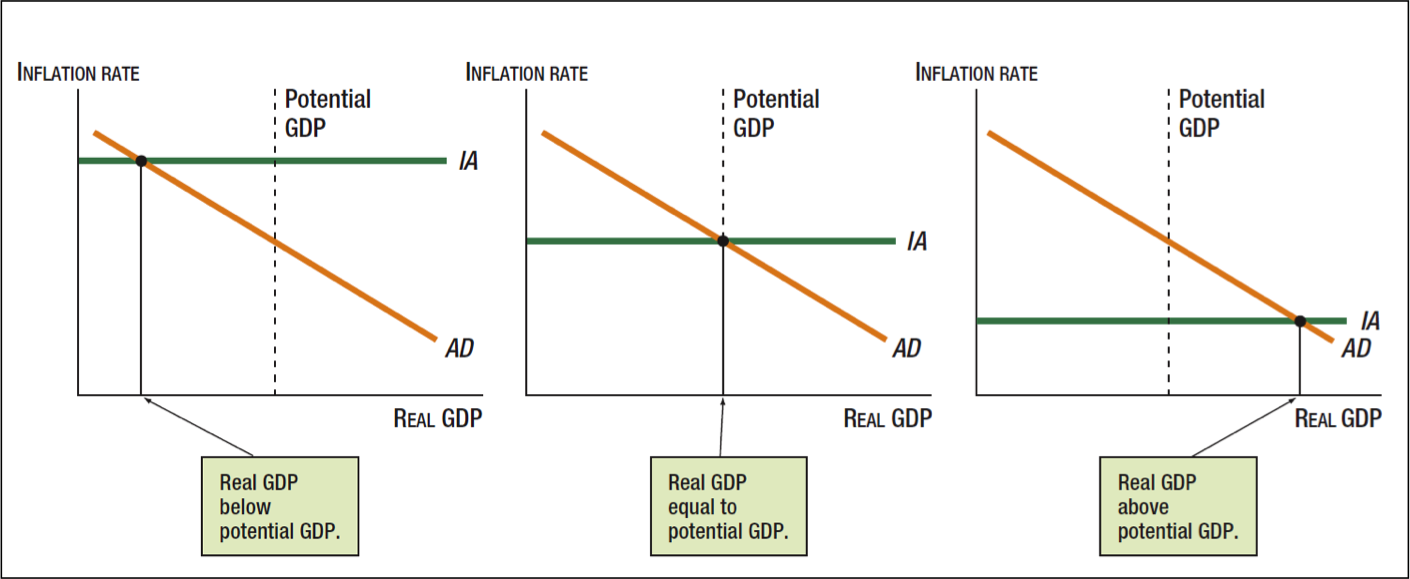 INFLATION RATE
Potential
GDP
IA
AD
REAL GDP
Real GDP
below
potential GDP.
INFLATION RATE
Potential
GDP
IA
AD
REAL GDP
Real GDP
equal to
potential GDP.
INFLATION RATE
Potential
GDP
IA
AD
REAL GDP
Real GDP
above
potential GDP.